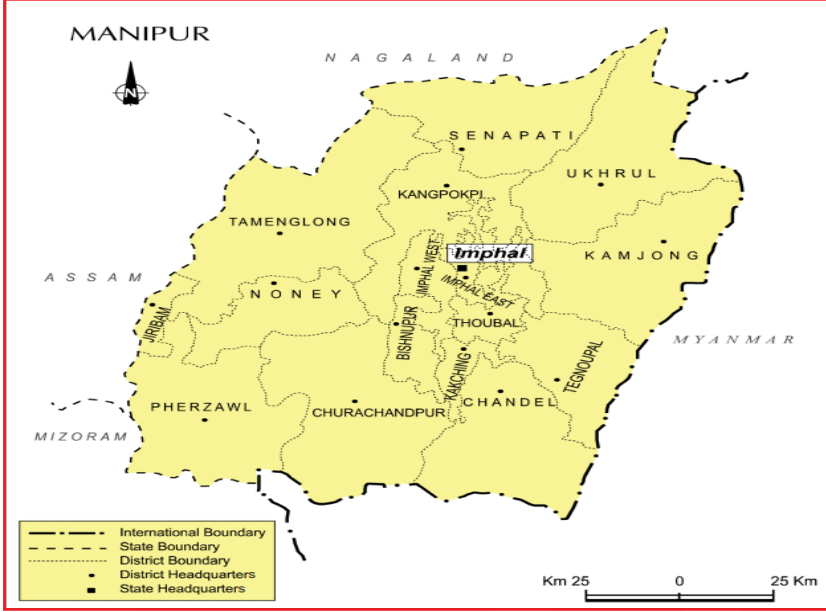 MANIPUR
NAGALAND
N
SENAPATI
UKHRUL
KANGPOKPI
TAMENGLONG
Imphal
KAMJONG
ASSAM
IMPHAL WEST
NONEY
IMPHAL EAST
JIRIBAM
BISHNUPUR
THOUBAL
MYANMAR
KAKCHING
TEGNOUPAL
PHERZAWL
CHURACHANDPUR
CHANDEL
MIZORAM
International Boundary
State Boundary
District Boundary
District Headquarters
State Headquarters
Km 25 0 25 Km